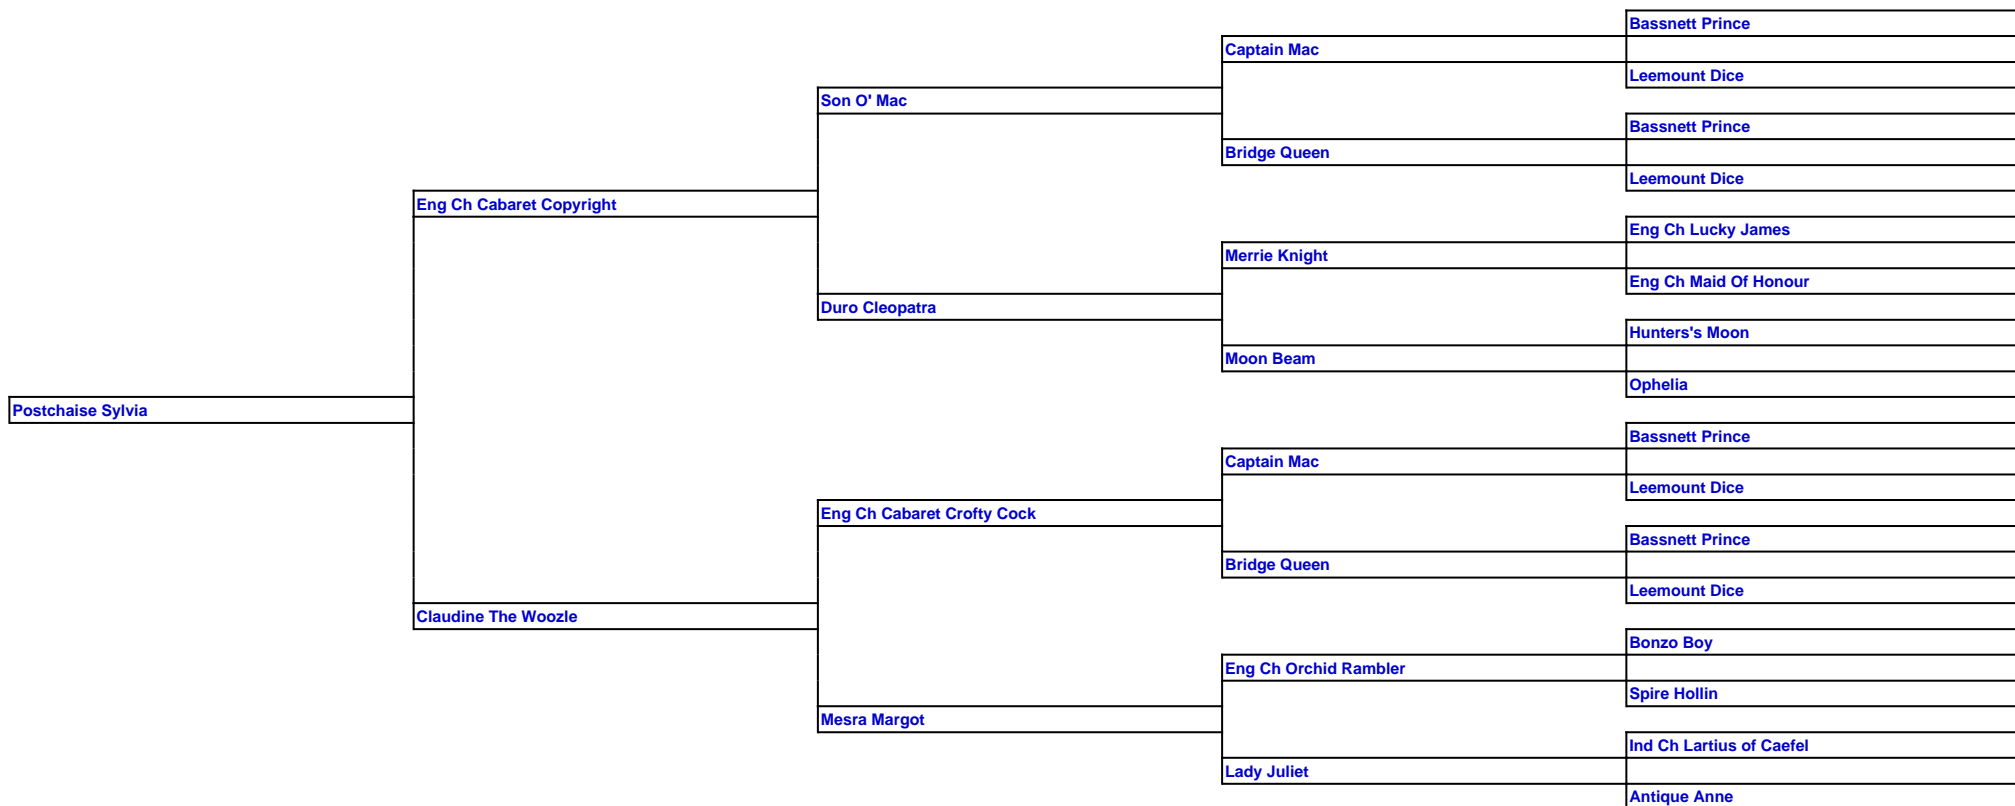 Bassnett Prince
Captain Mac
Leemount Dice
Son O' Mac
Bassnett Prince
Bridge Queen
Leemount Dice
Eng Ch Cabaret Copyright
Eng Ch Lucky James
Merrie Knight
Eng Ch Maid Of Honour
Duro Cleopatra
Hunters's Moon
Moon Beam
Ophelia
Postchaise Sylvia
Bassnett Prince
Captain Mac
Leemount Dice
Eng Ch Cabaret Crofty Cock
Bassnett Prince
Bridge Queen
Leemount Dice
Claudine The Woozle
Bonzo Boy
Eng Ch Orchid Rambler
Spire Hollin
Mesra Margot
Ind Ch Lartius of Caefel
Lady Juliet
Antique Anne